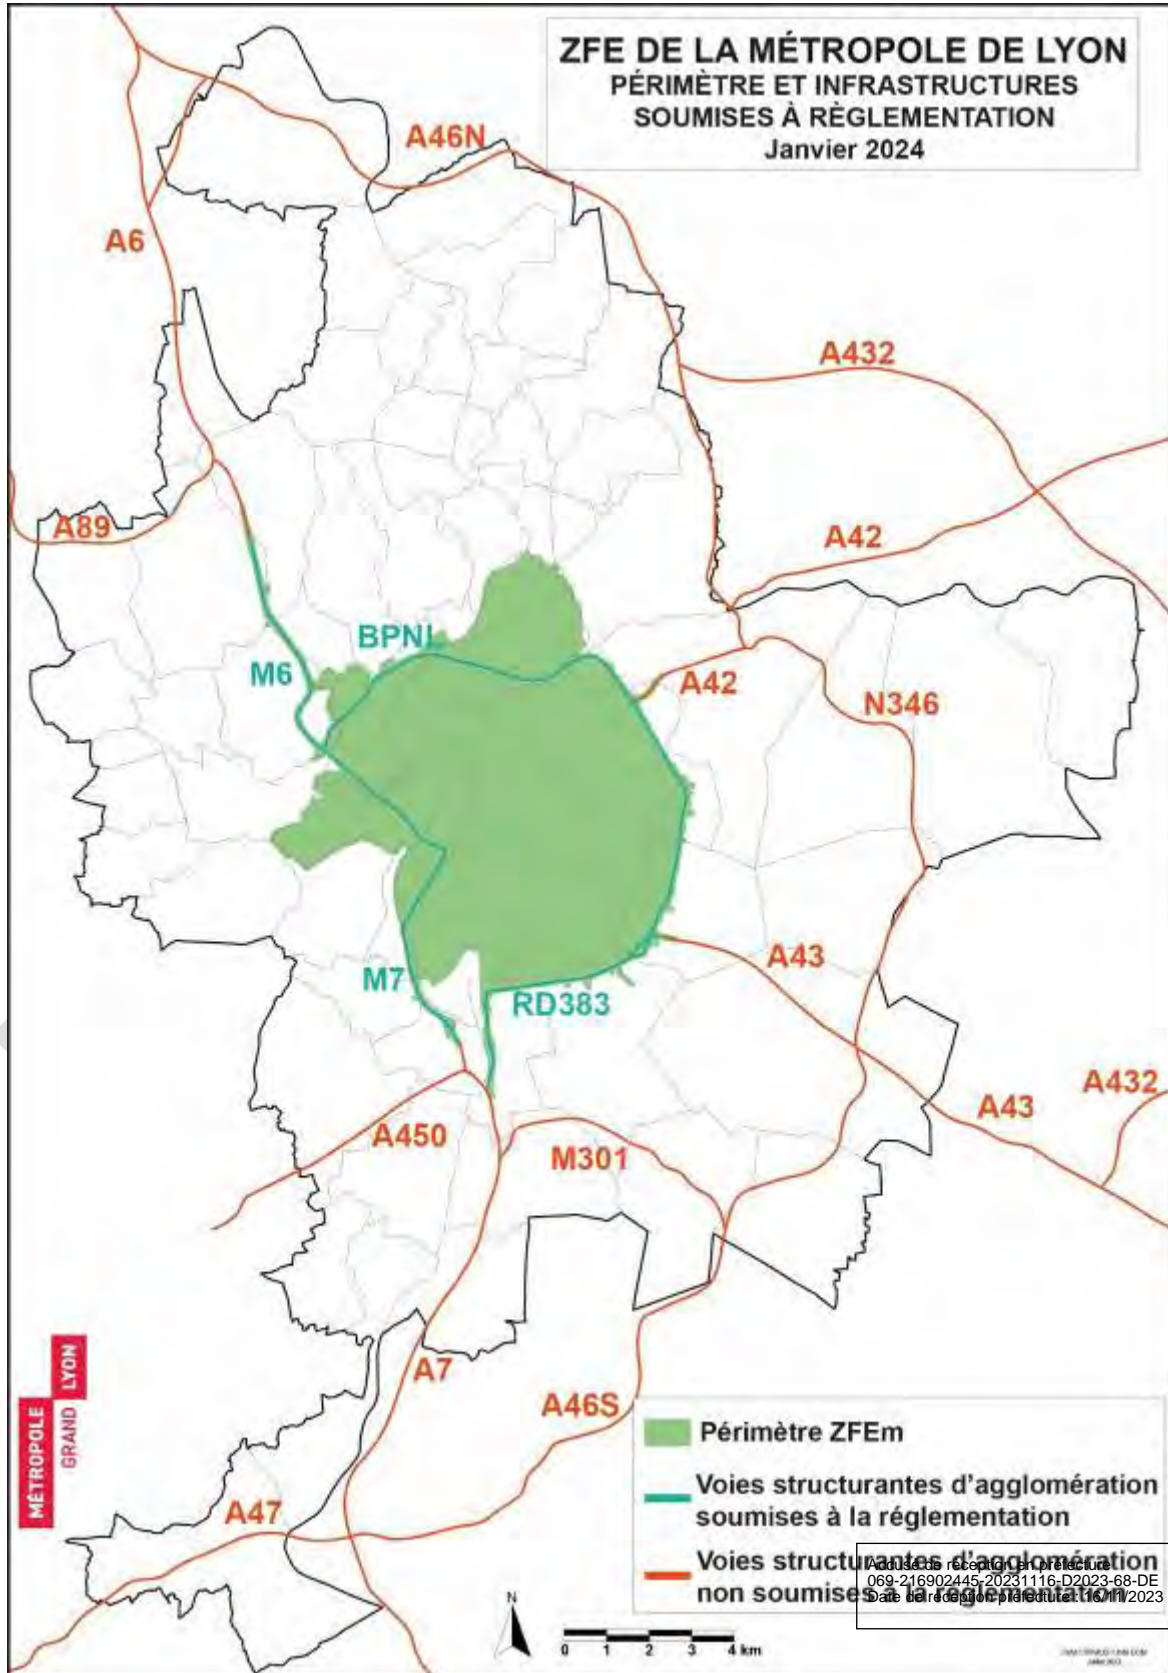 ZFE DE LA MÉTROPOLE DE LYON
PÉRIMÈTRE ET INFRASTRUCTURES
SOUMISES À RÈGLEMENTATION
Janvier 2024
A46N
A6
A432
A89
A42
BPNL
M6
A42
N346
A43
M7
RD383
A432
A43
A450
M301
A7
A46S
A47
MÉTROPOLE
GRAND
LYON
Périmètre ZFEm
Voies structurantes d'agglomération
soumises à la réglementation
Voies structurantes d'agglomération
non soumises à la réglementation
Accusé de réception en préfecture
069-216902445-20231116-D2023-68-DE
Date de réception préfecture : 16/11/2023
N
0 1 2 3 4 km